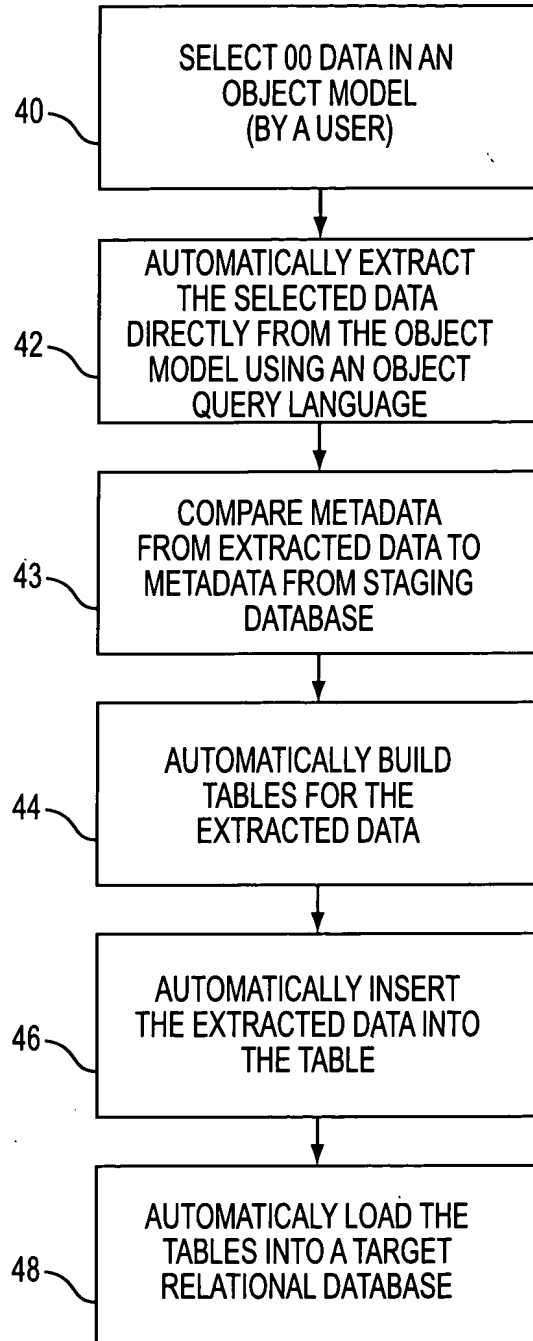 40
SELECT 00 DATA IN AN
OBJECT MODEL
(BY A USER)
42
AUTOMATICALLY EXTRACT
THE SELECTED DATA
DIRECTLY FROM THE OBJECT
MODEL USING AN OBJECT
QUERY LANGUAGE
43
COMPARE METADATA
FROM EXTRACTED DATA TO
METADATA FROM STAGING
DATABASE
44
AUTOMATICALLY BUILD
TABLES FOR THE
EXTRACTED DATA
46
AUTOMATICALLY INSERT
THE EXTRACTED DATA INTO
THE TABLE
48
AUTOMATICALY LOAD THE
TABLES INTO A TARGET
RELATIONAL DATABASE